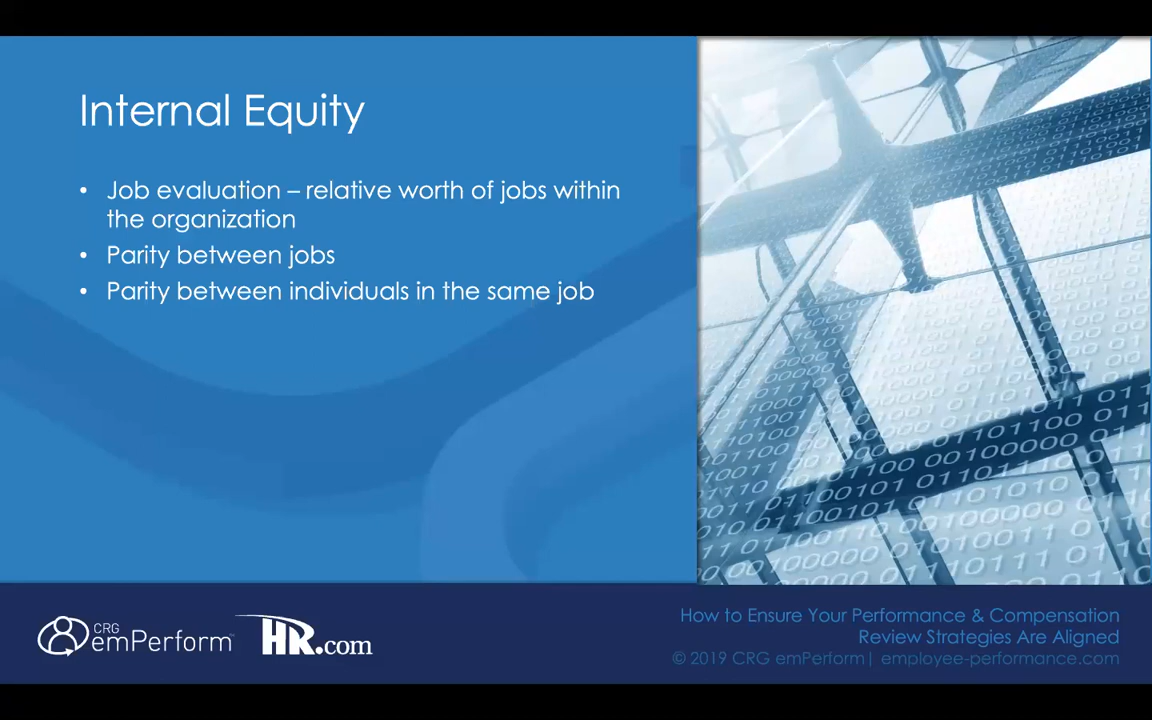 Internal Equity
• Job evaluation – relative worth of jobs within
the organization
• Parity between jobs
• Parity between individuals in the same job
CRG
emPerform™
HR.com
How to Ensure Your Performance & Compensation
Review Strategies Are Aligned
© 2019 CRG emPerform| employee-performance.com